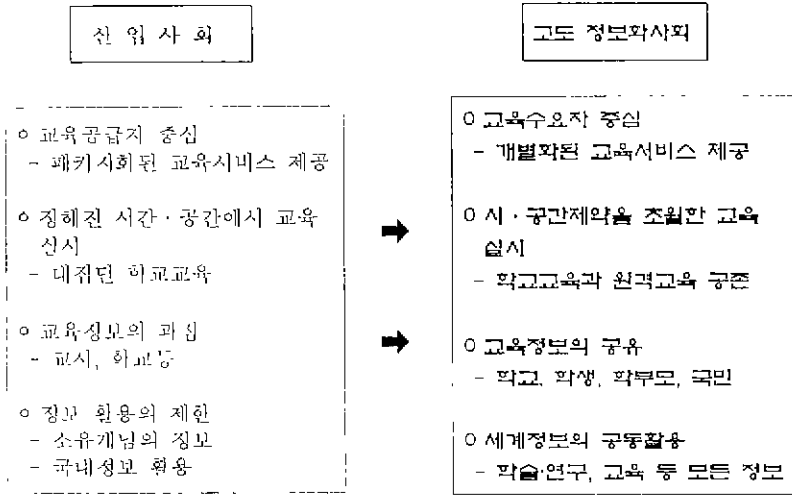 산 업 사 회
ㅇ 교육공급자 중심
- 패키지화된 교육서비스 제공
ㅇ 정해진 시간·공간에서 교육
실시
- 대집단 학교교육
ㅇ 교육정보의 과점
- 교사, 학교등
ㅇ 정보 활용의 제한
- 소유개념의 정보
- 국내정보 활용
고도 정보화사회
ㅇ 교육수요자 중심
- 개별화된 교육서비스 제공
ㅇ 시·공간제약을 초월한 교육
실시
- 학교교육과 원격교육 공존
ㅇ 교육정보의 공유
- 학교, 학생, 학부모, 국민
ㅇ 세계정보의 공동활용
- 학술·연구, 교육 등 모든 정보